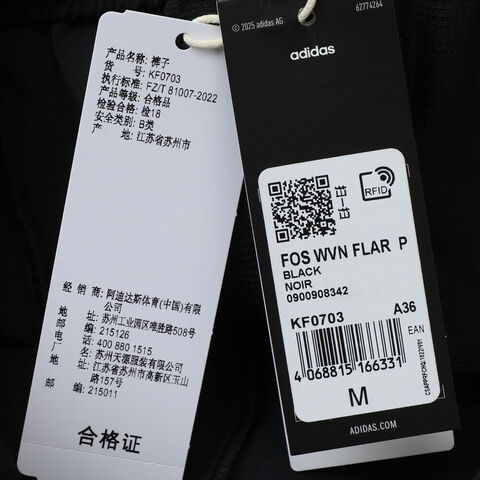 产品名称: 裤子
货 号: KF0703
执行标准: FZ/T 81007-2022
产品等级: 合格品
检验合格: 检18
安全类别: B类
产 地: 江苏省苏州市
经 销 商: 阿迪达斯体育(中国)有限
公司
地 址: 苏州工业园区唯胜路508号
邮 编: 215126
电 话: 400 880 1515
厂 名: 苏州天源服装有限公司
地 址: 江苏省苏州市高新区玉山
路157号
邮 编: 215011
合格证
© 2025 adidas AG
62774264
adidas
RFID
FOS WVN FLAR P
BLACK
NOIR
0900908342
KF0703
A36
EAN
4 068815 166331
M
ADIDAS.COM